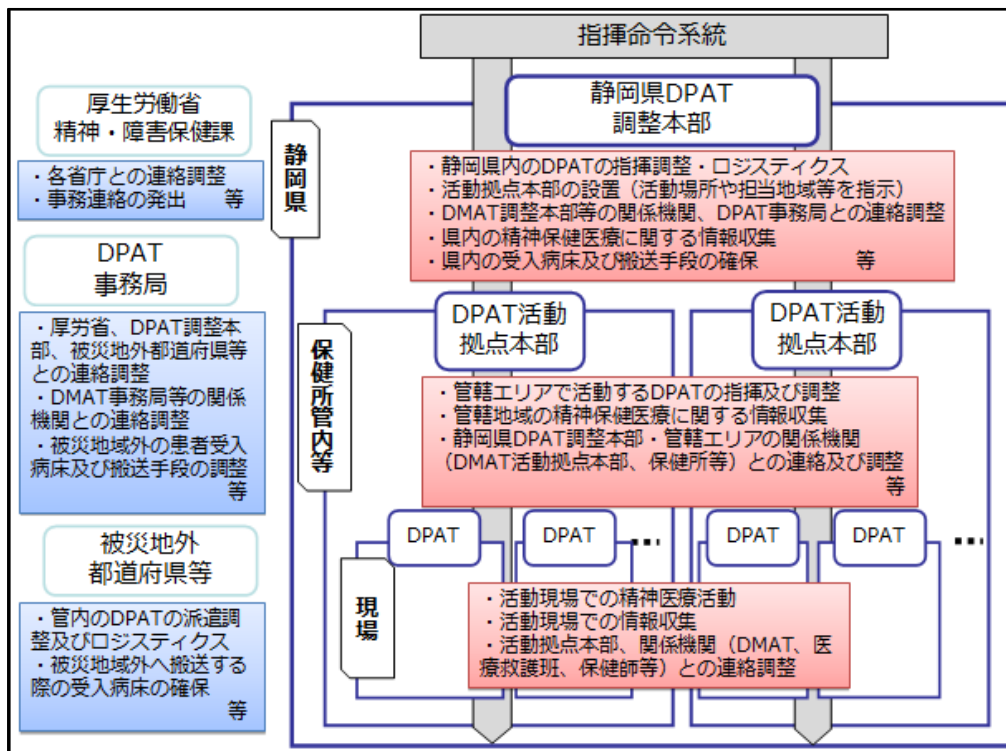 指揮命令系統
厚生労働省
精神・障害保健課
・各省庁との連絡調整
・事務連絡の発出　等
DPAT
事務局
・厚労省、DPAT調整本
部、被災地外都道府県等
との連絡調整
・DMAT事務局等の関係
機関との連絡調整
・被災地域外の患者受入
病床及び搬送手段の調整
等
被災地外
都道府県等
・管内のDPATの派遣調
整及びロジスティクス
・被災地域外へ搬送する
際の受入病床の確保
等
静岡県
静岡県DPAT
調整本部
・静岡県内のDPATの指揮調整・ロジスティクス
・活動拠点本部の設置（活動場所や担当地域等を指示）
・DMAT調整本部等の関係機関、DPAT事務局との連絡調整
・県内の精神保健医療に関する情報収集
・県内の受入病床及び搬送手段の確保　等
保健所管内等
DPAT活動
拠点本部
DPAT活動
拠点本部
・管轄エリアで活動するDPATの指揮及び調整
・管轄地域の精神保健医療に関する情報収集
・静岡県DPAT調整本部・管轄エリアの関係機関
（DMAT活動拠点本部、保健所等）との連絡及び調整
等
現場
DPAT
DPAT
…
DPAT
DPAT
…
・活動現場での精神医療活動
・活動現場での情報収集
・活動拠点本部、関係機関（DMAT、医
療救護班、保健師等）との連絡調整